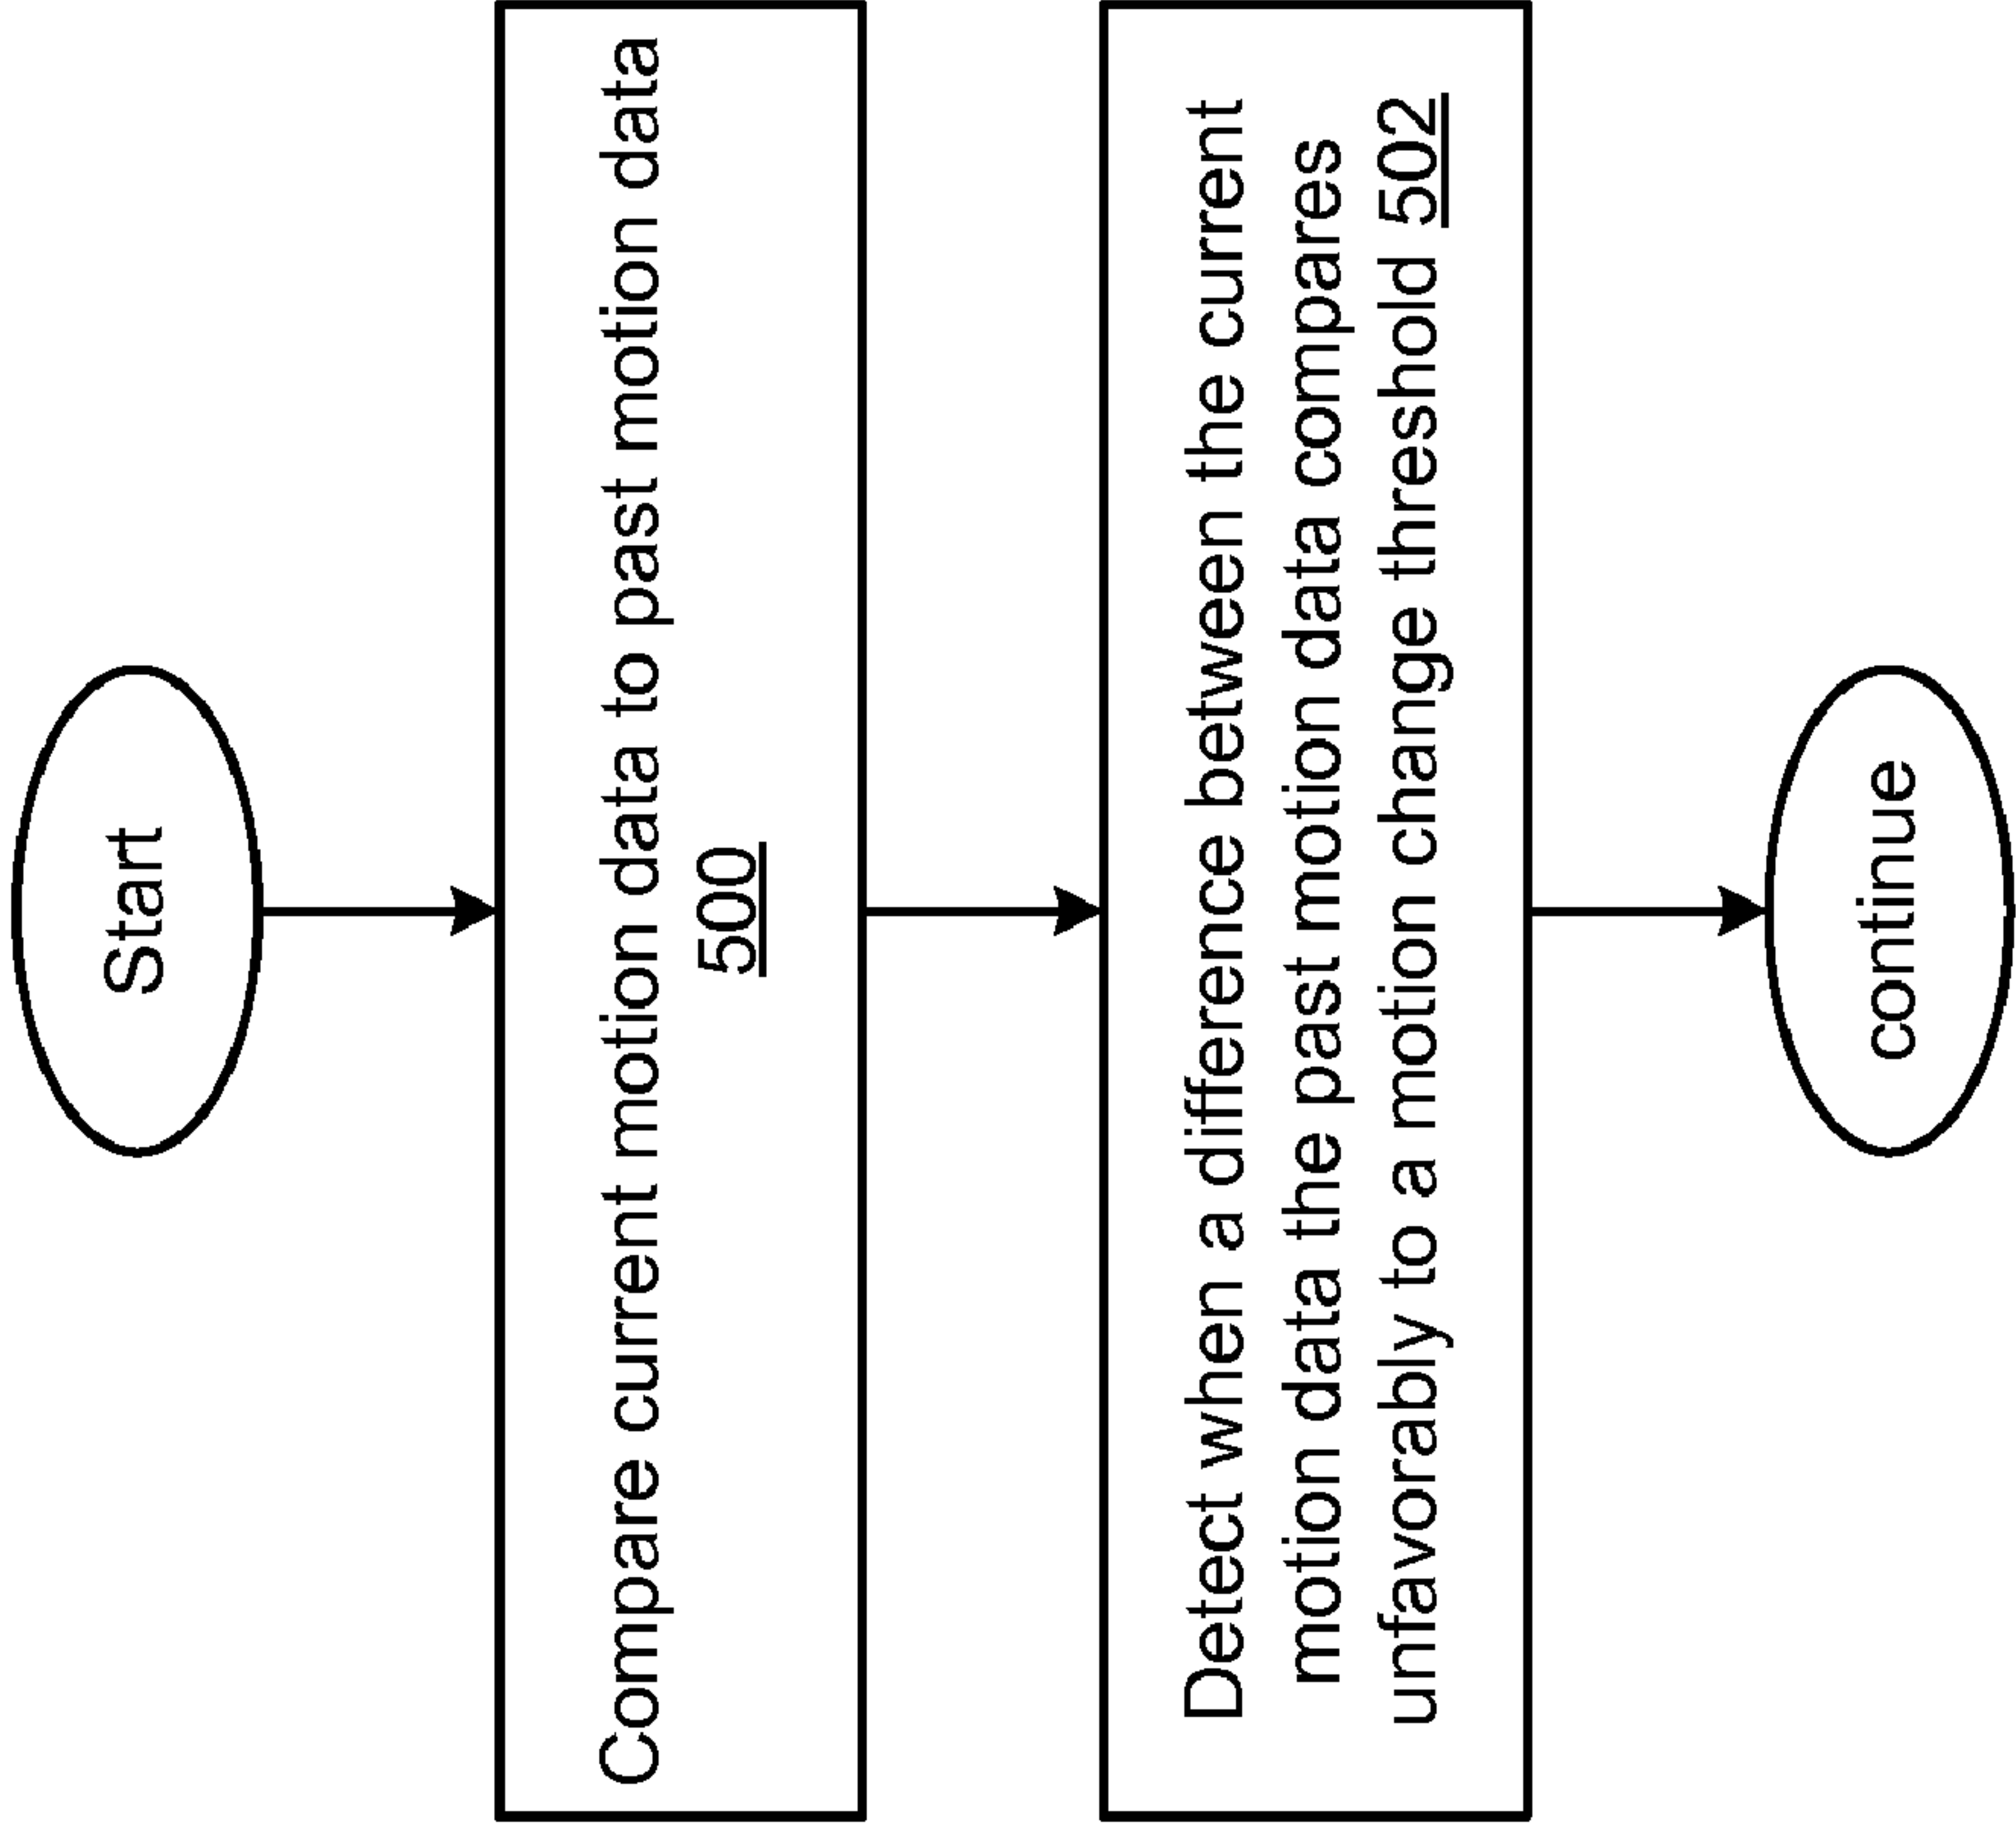 Start
Compare current motion data to past motion data
500
Detect when a difference between the current
motion data the past motion data compares
unfavorably to a motion change threshold 502
continue